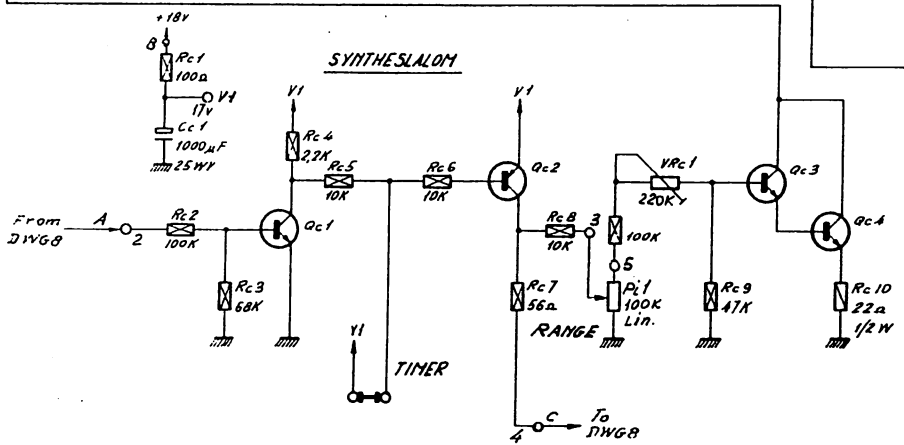 +18V
B
Rc1
100Ω
V1
17V
Cc1
1000µF
25WV
SYNTHESLALOM
V1
Rc4
2,2K
Rc5
10K
Rc6
10K
V1
Qc2
From
DWG8
A
2
Rc2
100K
Qc1
Rc3
68K
V1
TIMER
Rc8
10K
3
Rc7
56Ω
RANGE
4
C
To
DWG8
VRc1
220K
100K
5
Pi1
100K
Lin.
Rc9
47K
Qc3
Qc4
Rc10
22Ω
1/2W